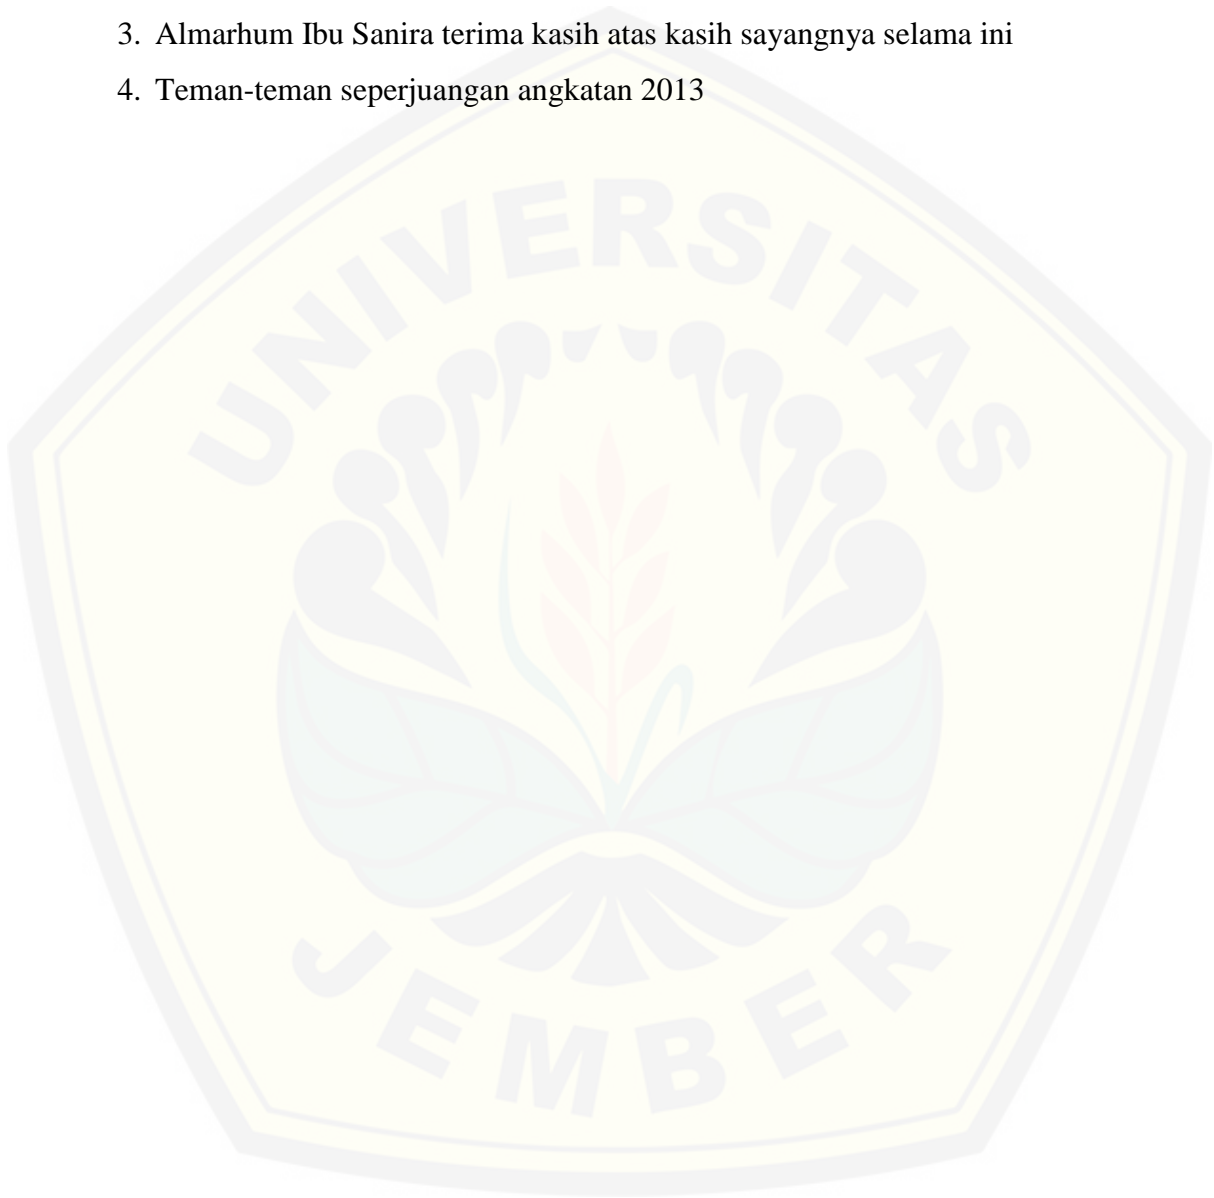 3. Almarhum Ibu Sanira terima kasih atas kasih sayangnya selama ini
4. Teman-teman seperjuangan angkatan 2013
UNIVERSITAS
JEMBER